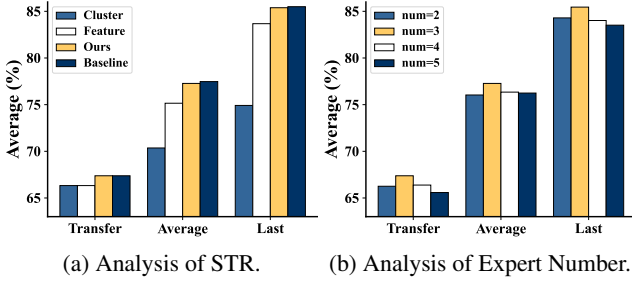 Average (%)
85
80
75
70
65
Cluster
Feature
Ours
Baseline
Transfer
Average
Last
(a) Analysis of STR.
Average (%)
85
80
75
70
65
num=2
num=3
num=4
num=5
Transfer
Average
Last
(b) Analysis of Expert Number.